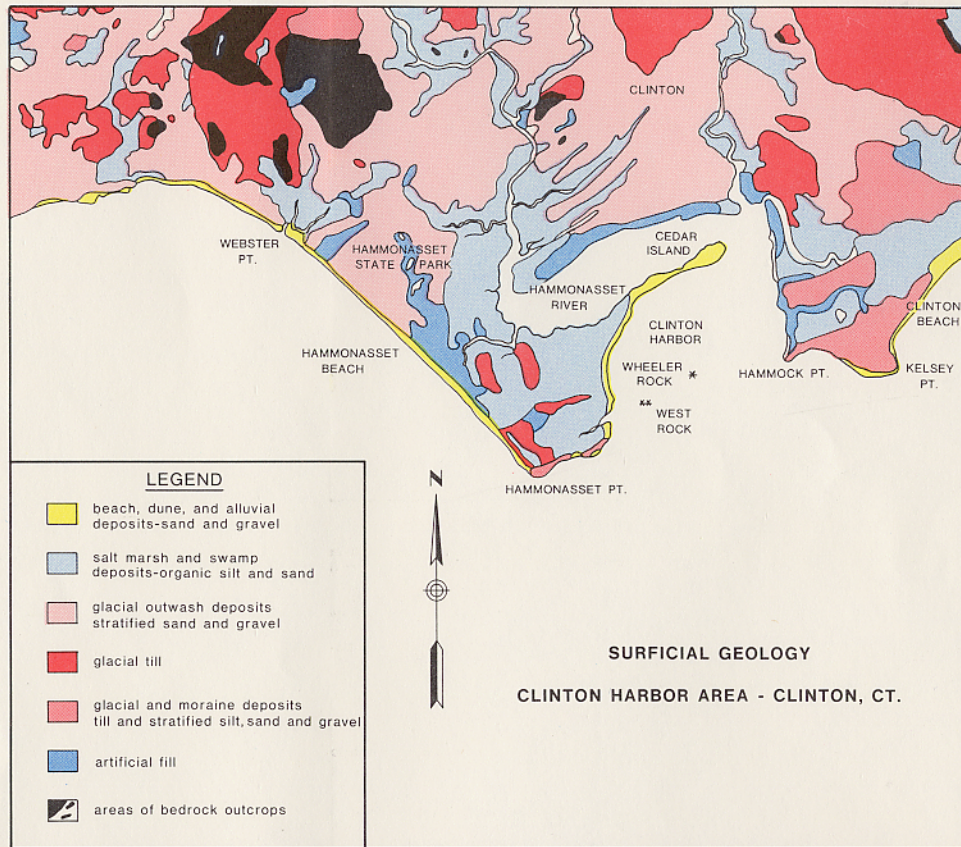 CLINTON
WEBSTER
PT.
HAMMONASSET
STATE PARK
CEDAR
ISLAND
HAMMONASSET
RIVER
CLINTON
BEACH
CLINTON
HARBOR
HAMMONASSET
BEACH
WHEELER
ROCK *
HAMMOCK PT.
KELSEY
PT.
** WEST
ROCK
HAMMONASSET PT.
N
LEGEND
beach, dune, and alluvial
deposits-sand and gravel
salt marsh and swamp
deposits-organic silt and sand
glacial outwash deposits
stratified sand and gravel
glacial till
glacial and moraine deposits
till and stratified silt, sand and gravel
artificial fill
areas of bedrock outcrops
SURFICIAL GEOLOGY
CLINTON HARBOR AREA - CLINTON, CT.